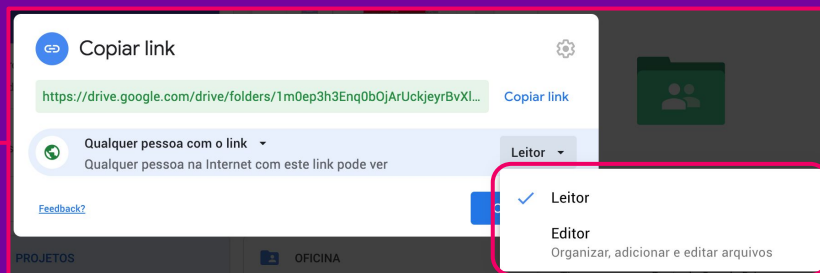 Copiar link
https://drive.google.com/drive/folders/1m0ep3h3Enq0bOjArUckjeyrBvXl... Copiar link
Qualquer pessoa com o link
Qualquer pessoa na Internet com este link pode ver
Leitor
Feedback?
Leitor
Editor
Organizar, adicionar e editar arquivos
PROJETOS
OFICINA